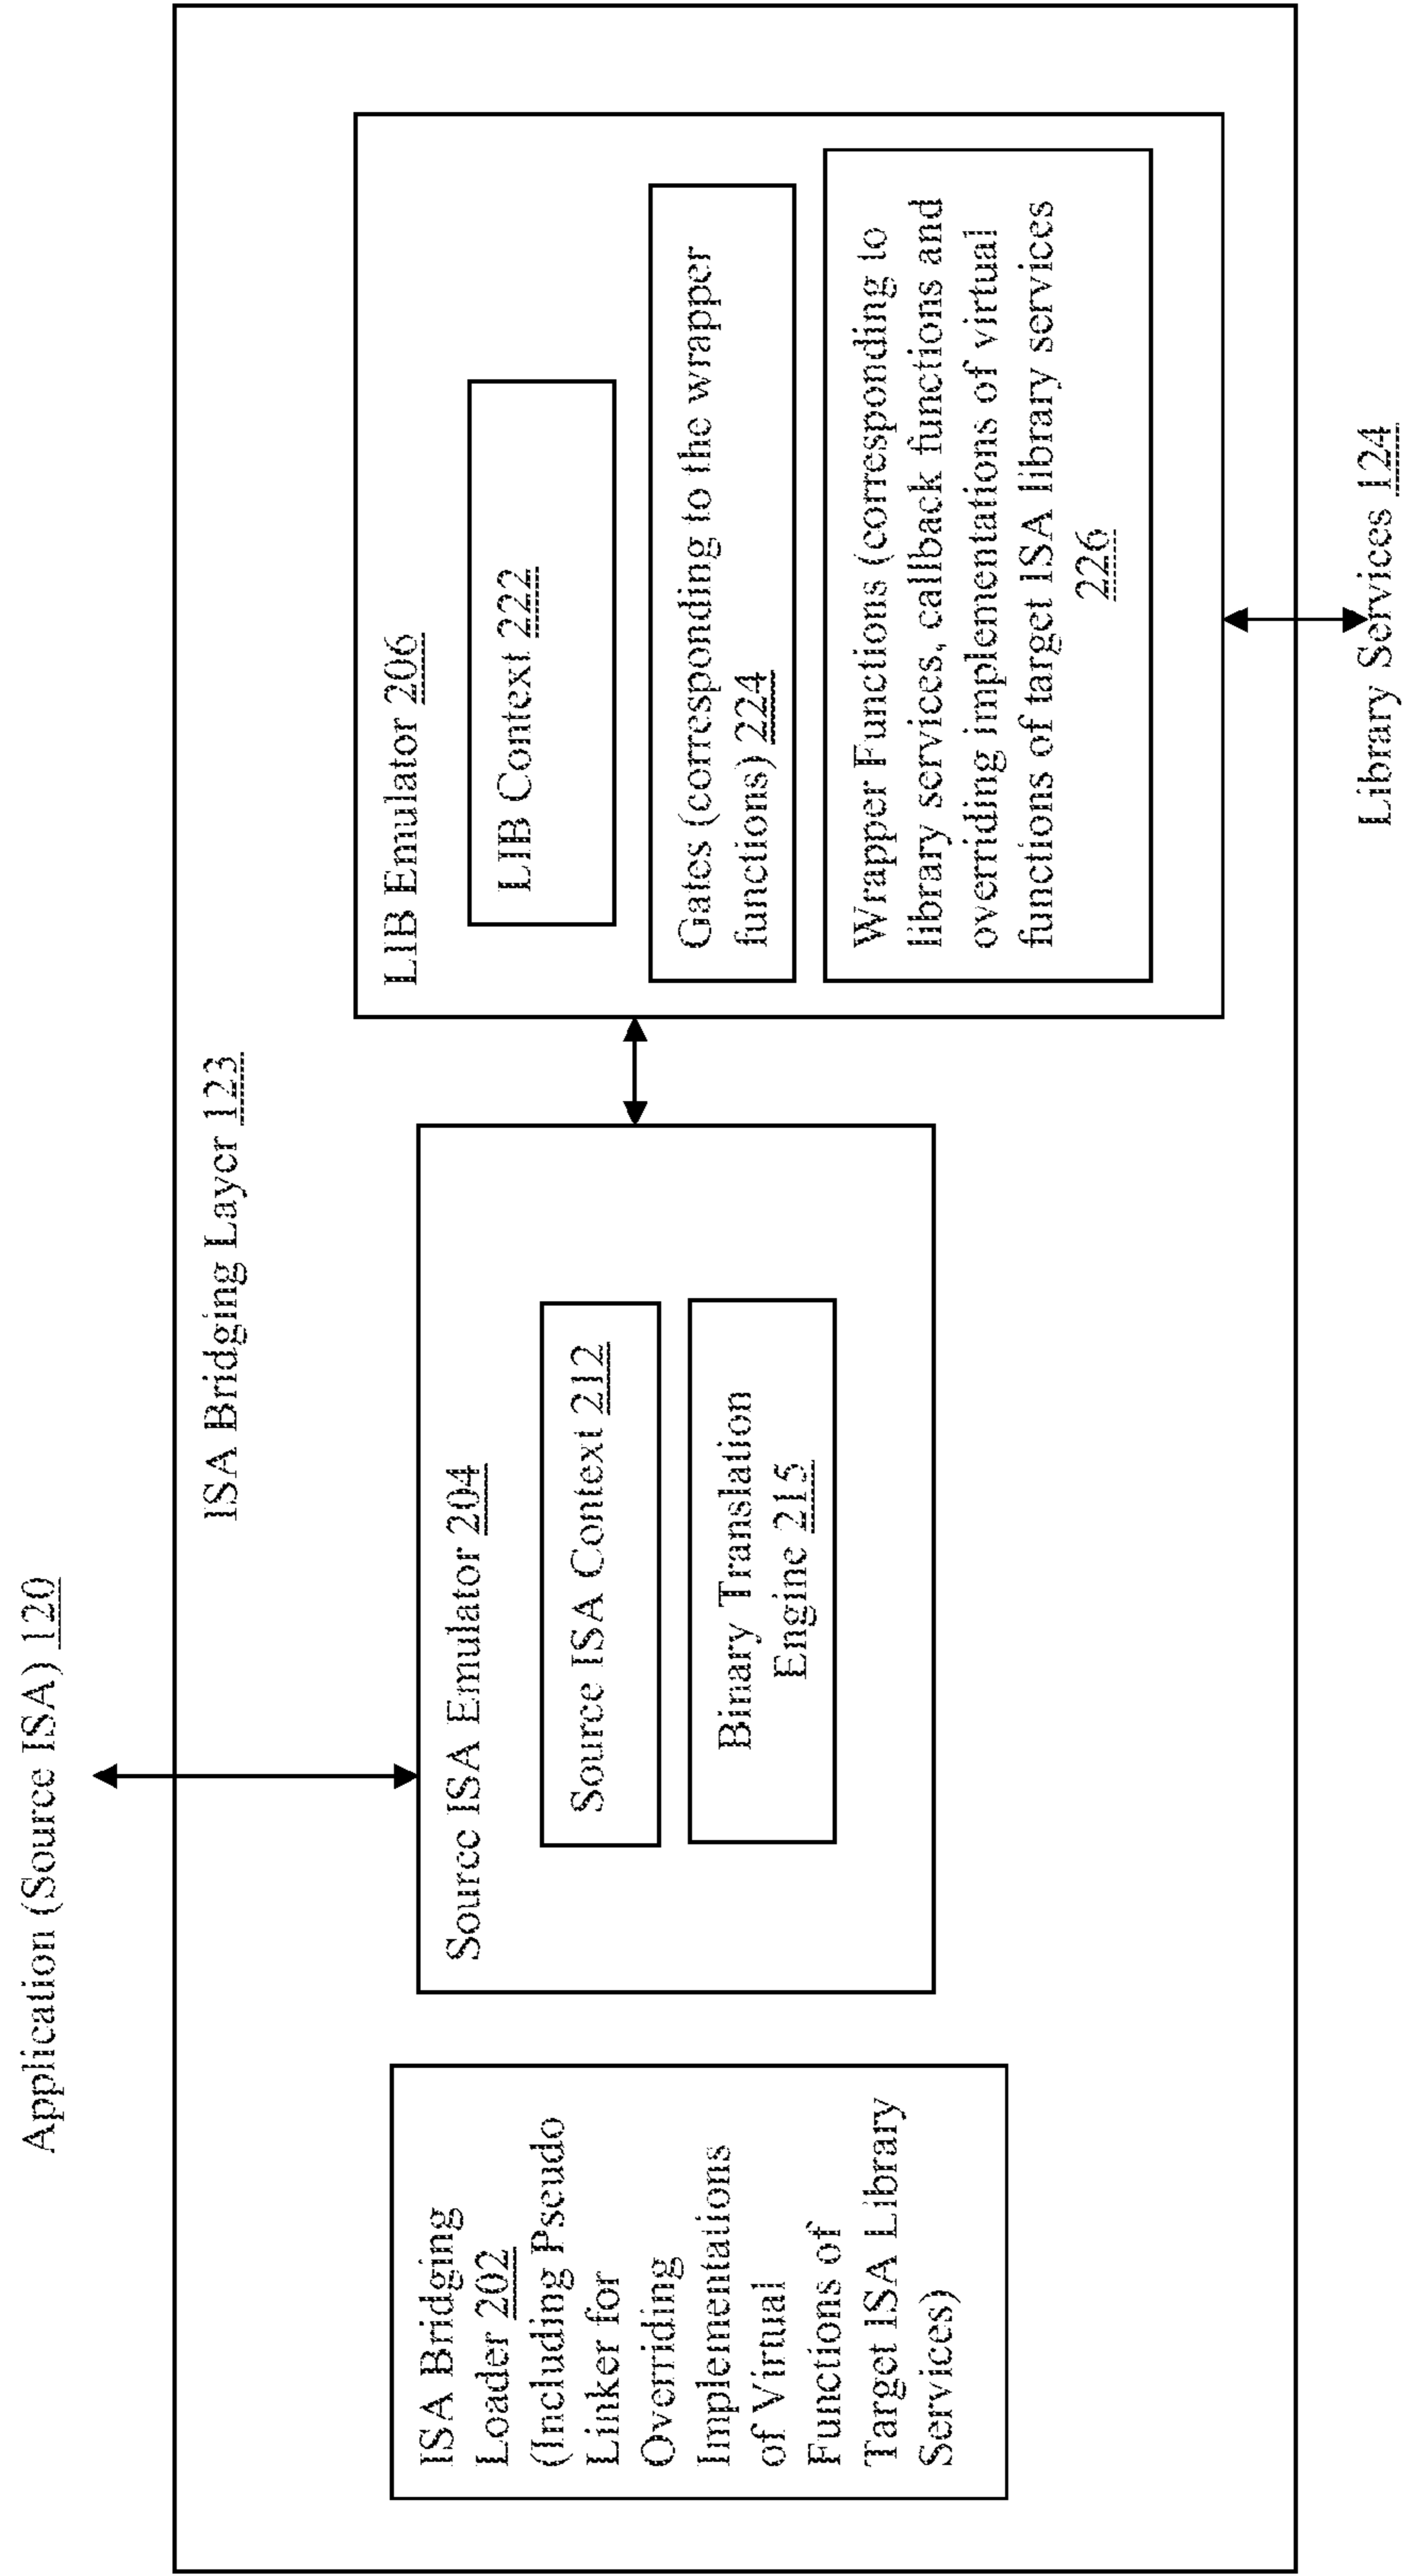 Application (Source ISA) 120
ISA Bridging Layer 123
ISA Bridging
Loader 202
(Including Pseudo
Linker for
Overriding
Implementations
of Virtual
Functions of
Target ISA Library
Services)
Source ISA Emulator 204
Source ISA Context 212
Binary Translation
Engine 215
LIB Emulator 206
LIB Context 222
Gates (corresponding to the wrapper
functions) 224
Wrapper Functions (corresponding to
library services, callback functions and
overriding implementations of virtual
functions of target ISA library services
226
Library Services 124